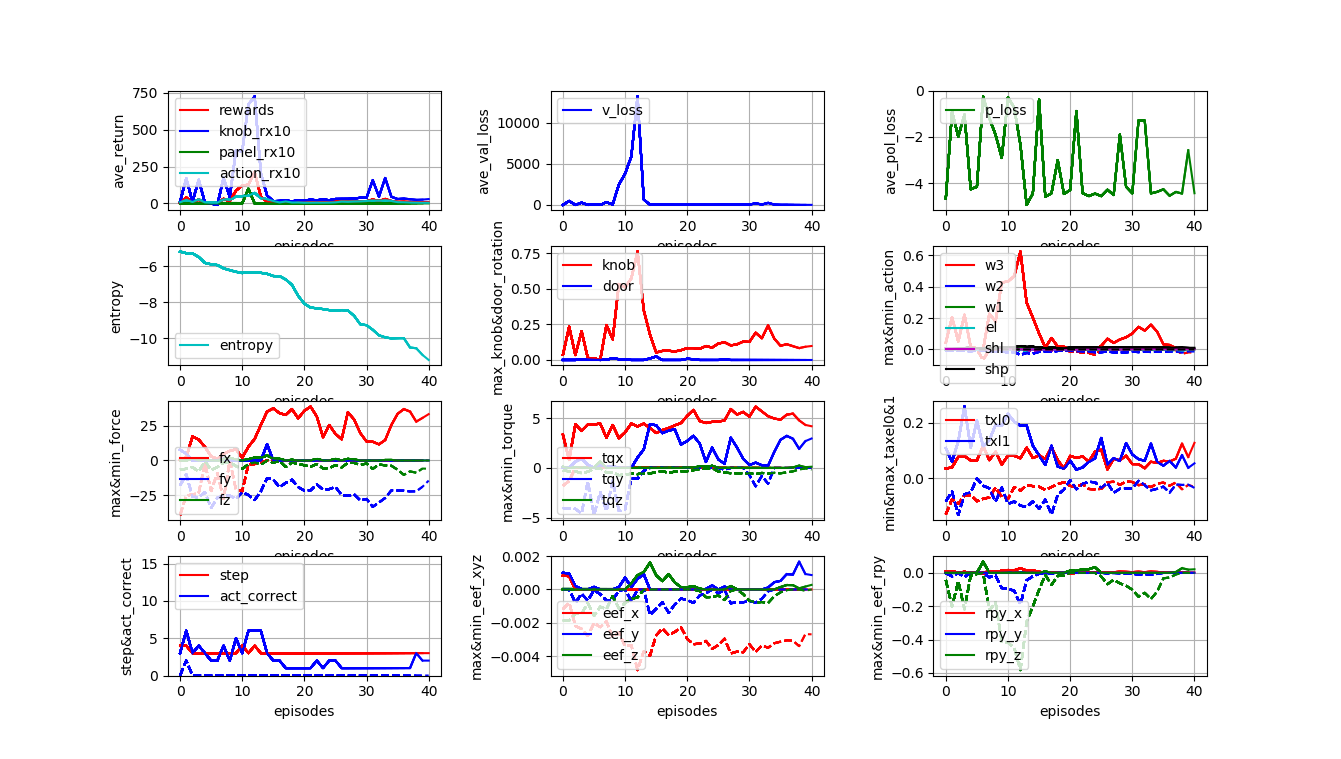 ave_return
750
500
250
0
rewards
knob_rx10
panel_rx10
action_rx10
0 10 20 30 40
episodes
ave_val_loss
10000
5000
0
v_loss
0 10 20 30 40
episodes
ave_pol_loss
0
−2
−4
p_loss
0 10 20 30 40
episodes
entropy
−6
−8
−10
entropy
0 10 20 30 40
episodes
max_knob&door_rotation
0.75
0.50
0.25
0.00
knob
door
0 10 20 30 40
episodes
max&min_action
0.6
0.4
0.2
0.0
w3
w2
w1
el
shl
shp
0 10 20 30 40
episodes
max&min_force
25
0
−25
fx
fy
fz
0 10 20 30 40
episodes
max&min_torque
5
0
−5
tqx
tqy
tqz
0 10 20 30 40
episodes
min&max_taxel0&1
0.2
0.0
txl0
txl1
0 10 20 30 40
episodes
step&act_correct
15
10
5
0
step
act_correct
0 10 20 30 40
episodes
max&min_eef_xyz
0.002
0.000
−0.002
−0.004
eef_x
eef_y
eef_z
0 10 20 30 40
episodes
max&min_eef_rpy
0.0
−0.2
−0.4
−0.6
rpy_x
rpy_y
rpy_z
0 10 20 30 40
episodes